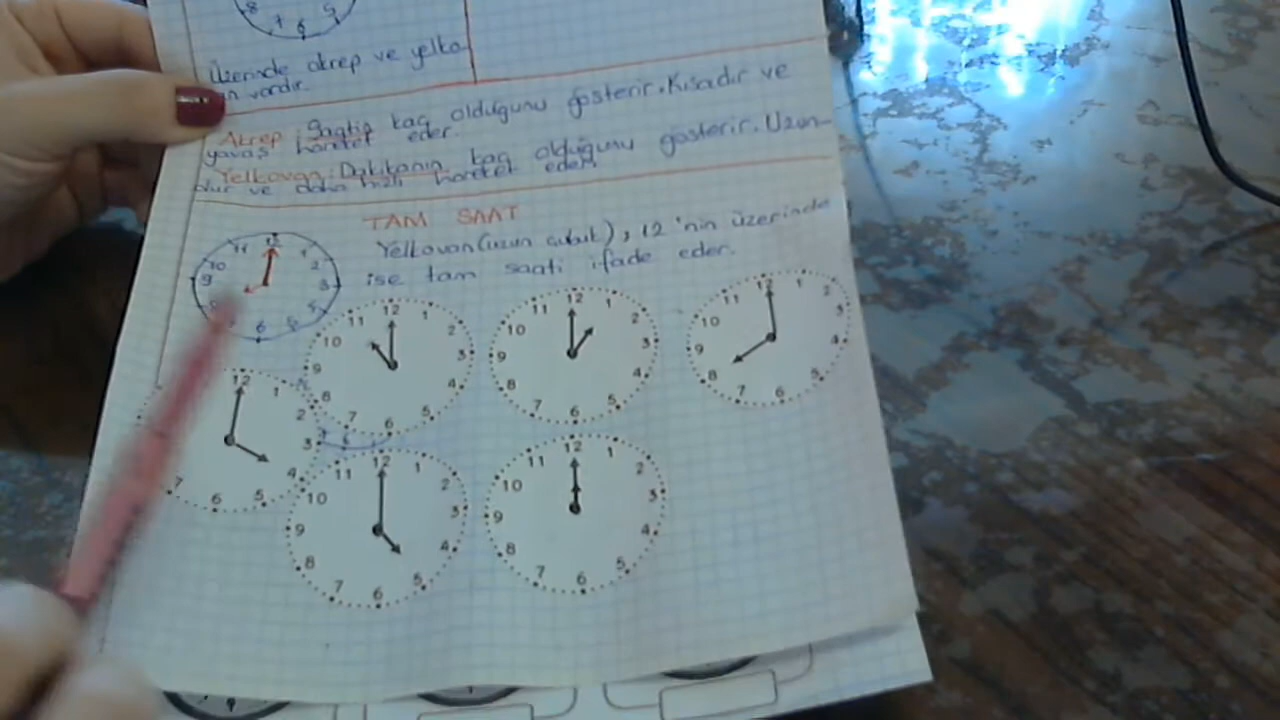 Üzerinde akrep ve yelko
an vardır.
Akrep: Saatin kaç olduğunu gösterir. Kısadır ve
yavaş hareket eder.
Yelkovan: Dakikanın kaç olduğunu gösterir. Uzun-
dur ve daha hızlı hareket eder.
TAM SAAT
Yelkovan (uzun çubuk), 12'nin üzerinde
ise tam saati ifade eder.